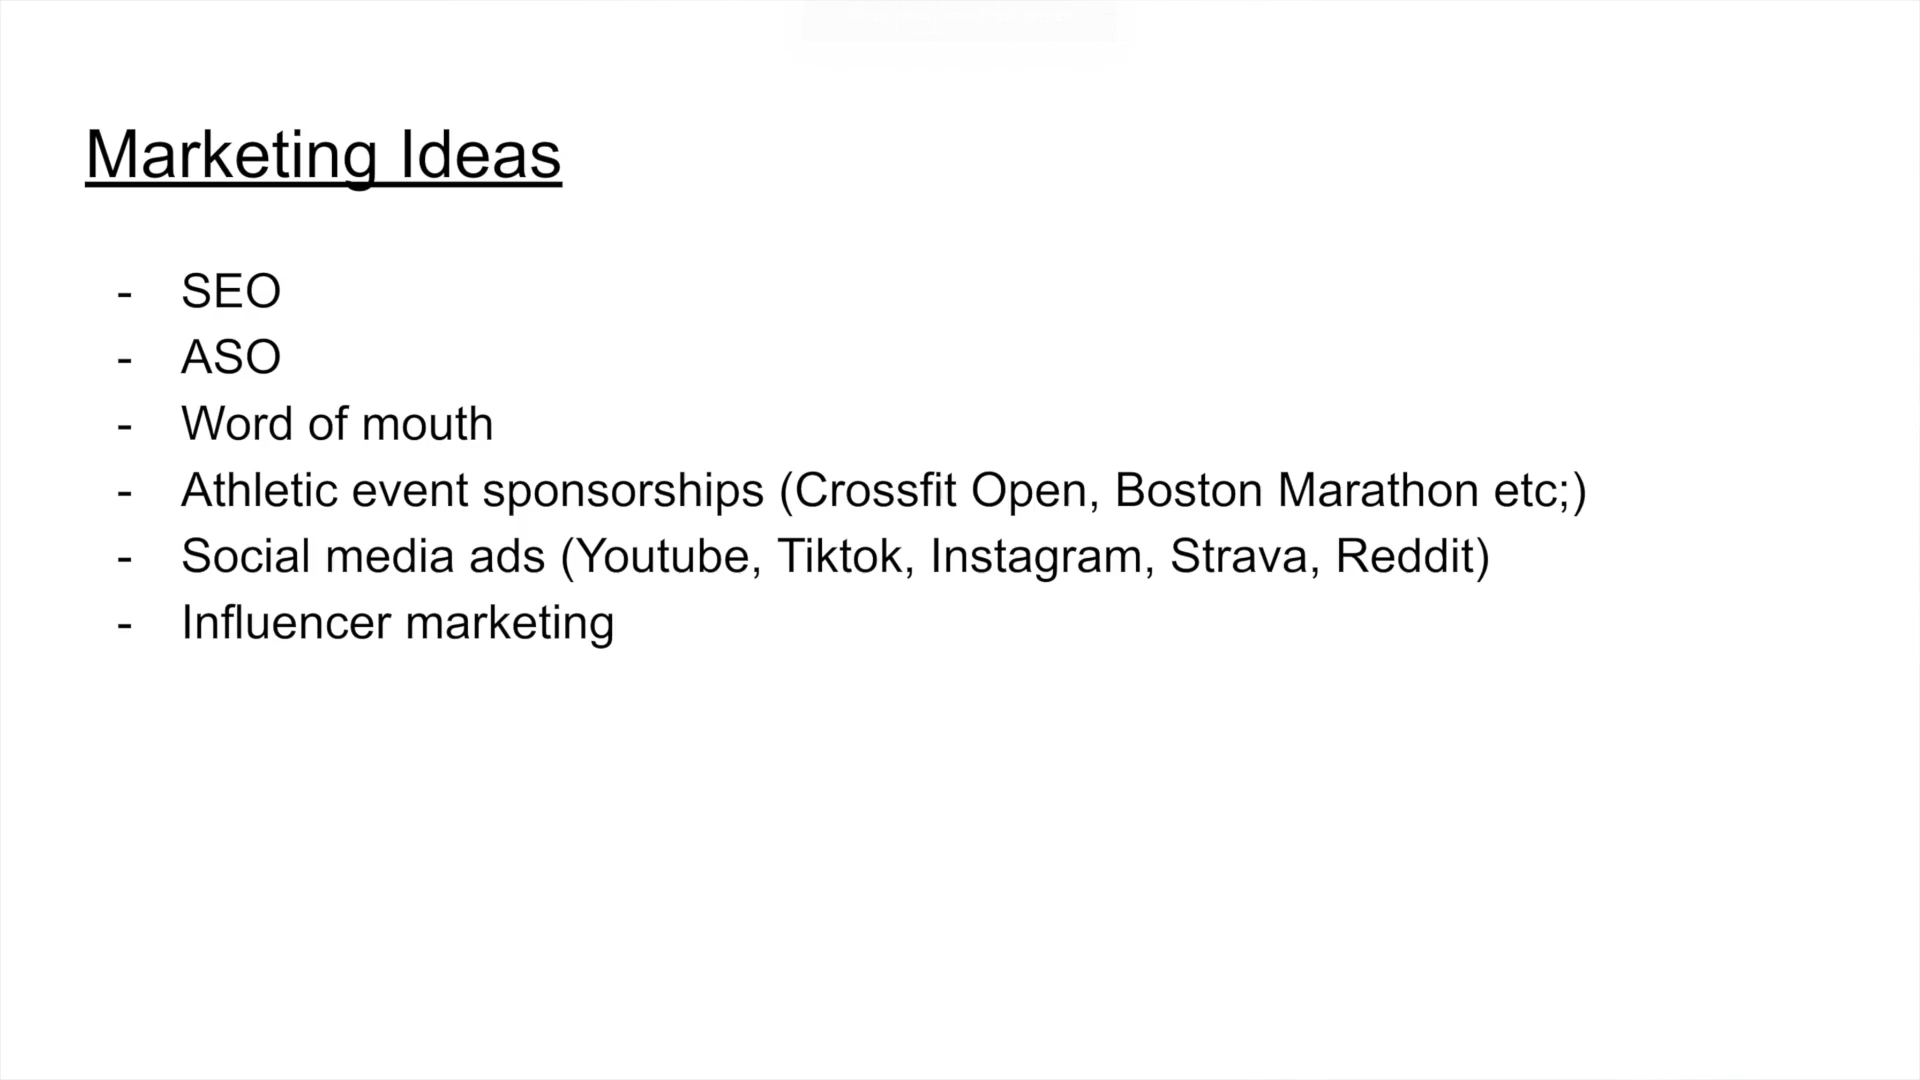 Marketing Ideas
- SEO
- ASO
- Word of mouth
- Athletic event sponsorships (Crossfit Open, Boston Marathon etc;)
- Social media ads (Youtube, Tiktok, Instagram, Strava, Reddit)
- Influencer marketing